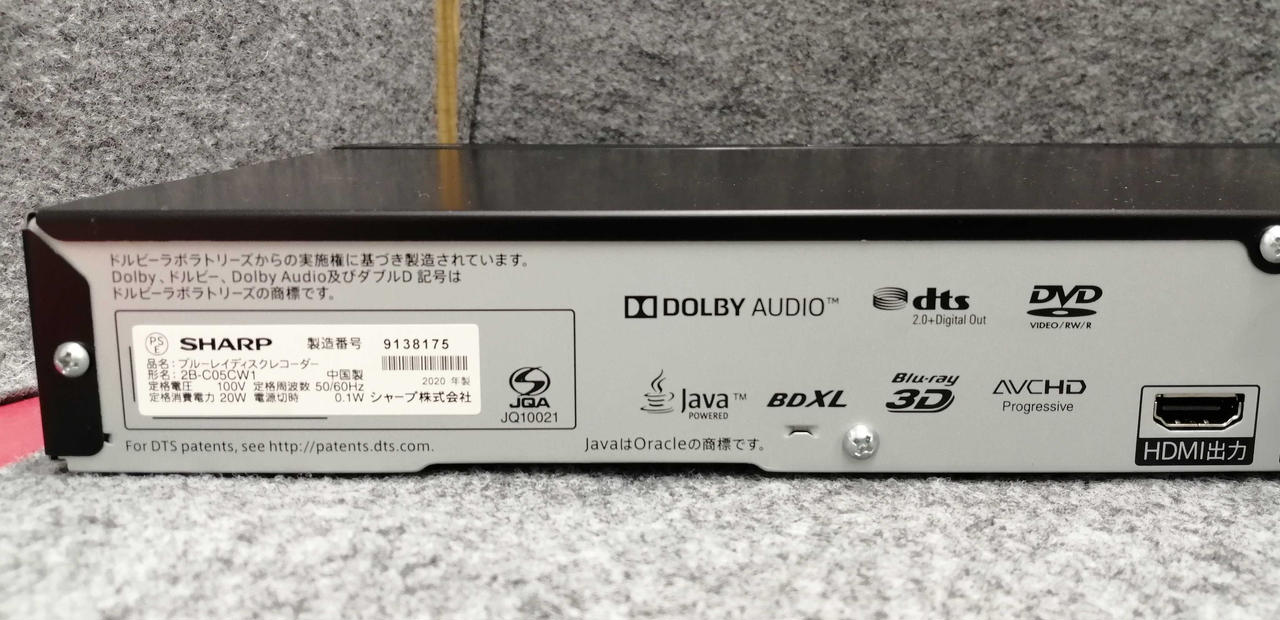 ドルビーラボラトリーズからの実施権に基づき製造されています。
Dolby、ドルビー、Dolby Audio及びダブルD 記号は
ドルビーラボラトリーズの商標です。
PS
E
SHARP 製造番号 9138175
品名：ブルーレイディスクレコーダー
形名：2B-C05CW1 中国製
定格電圧 100V 定格周波数 50/60Hz 2020 年製
定格消費電力 20W 電源切時 0.1W シャープ株式会社
JQA
JQ10021
For DTS patents, see http://patents.dts.com.
DOLBY AUDIO™
dts
2.0+Digital Out
DVD
VIDEO/RW/R
Java™
POWERED
BDXL
Blu-ray
3D
AVCHD
Progressive
JavaはOracleの商標です。
HDMI出力